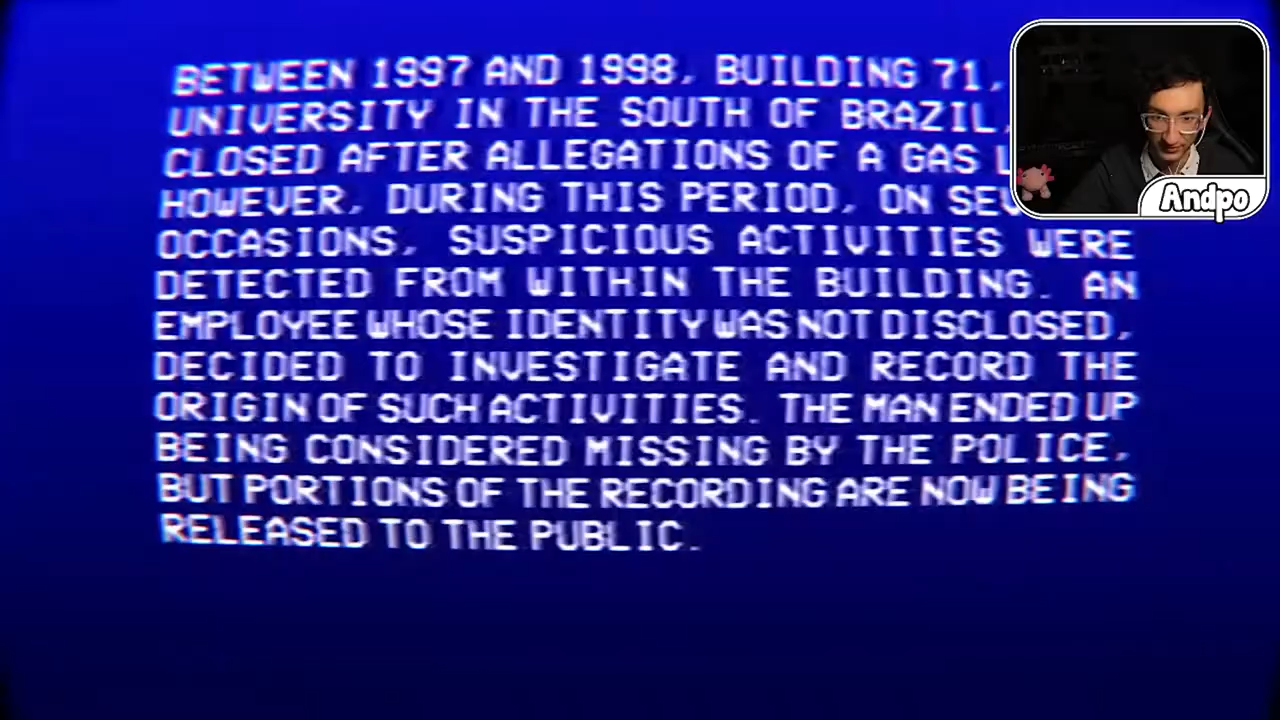 BETWEEN 1997 AND 1998, BUILDING 71,
UNIVERSITY IN THE SOUTH OF BRAZIL,
CLOSED AFTER ALLEGATIONS OF A GAS
HOWEVER, DURING THIS PERIOD, ON
OCCASIONS, SUSPICIOUS ACTIVITIES WERE
DETECTED FROM WITHIN THE BUILDING. AN
EMPLOYEE WHOSE IDENTITY WAS NOT DISCLOSED,
DECIDED TO INVESTIGATE AND RECORD THE
ORIGIN OF SUCH ACTIVITIES. THE MAN ENDED UP
BEING CONSIDERED MISSING BY THE POLICE,
BUT PORTIONS OF THE RECORDING ARE NOW BEING
RELEASED TO THE PUBLIC.
Andpo